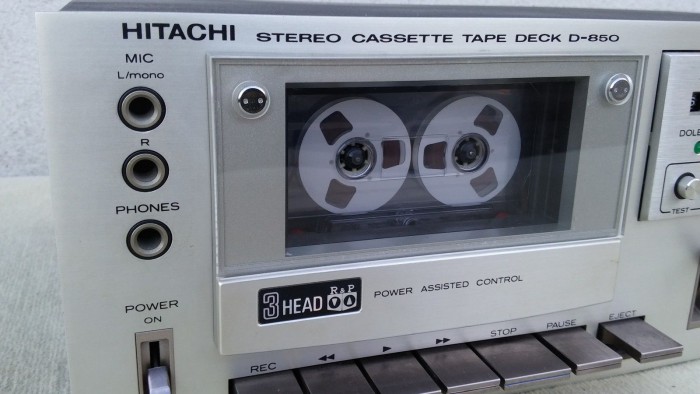 HITACHI STEREO CASSETTE TAPE DECK D-850
MIC
L/mono
R
PHONES
POWER
ON
3 HEAD R&P
POWER ASSISTED CONTROL
REC ◀◀ ▶ ▶▶ STOP PAUSE EJECT
TEST